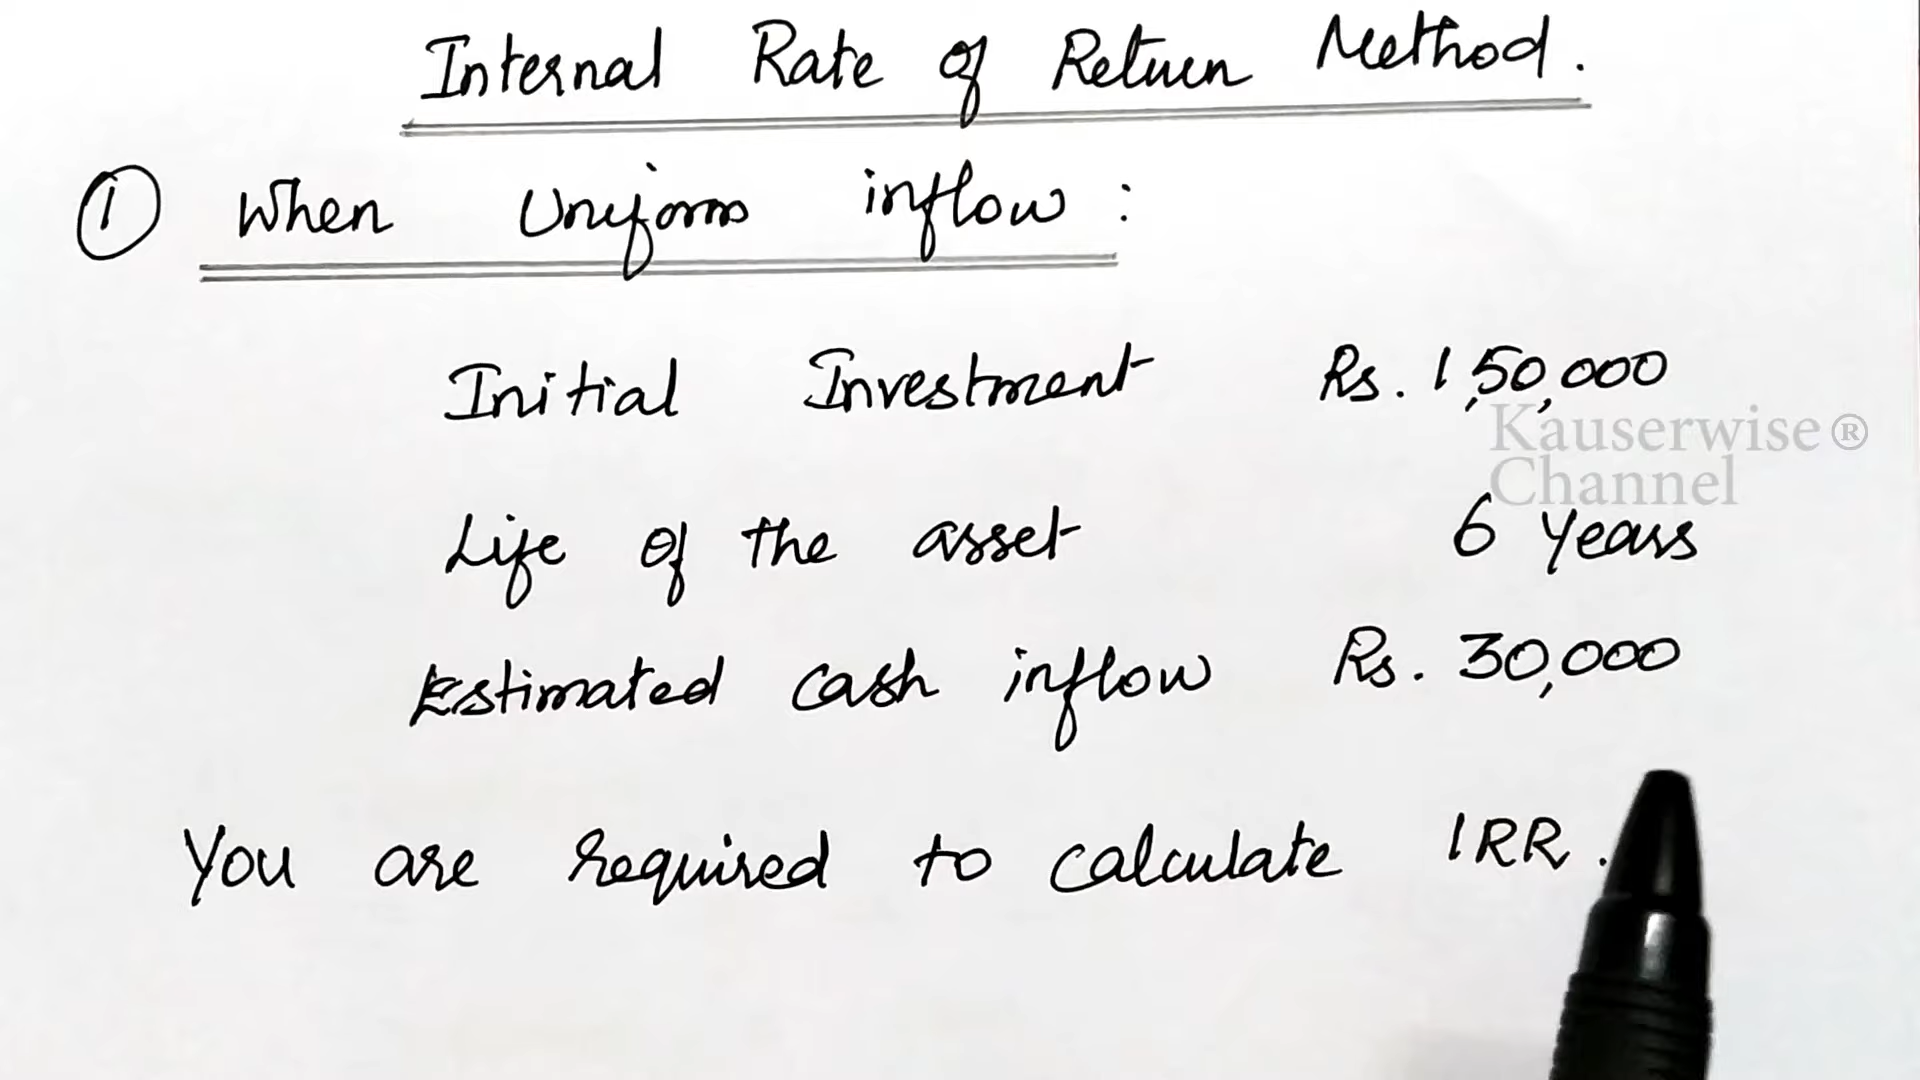 Internal Rate of Return Method.
① When Uniform inflow:
Initial Investment Rs. 1,50,000
Kauserwise®
Channel
Life of the asset 6 Years
Estimated cash inflow Rs. 30,000
You are required to calculate IRR.